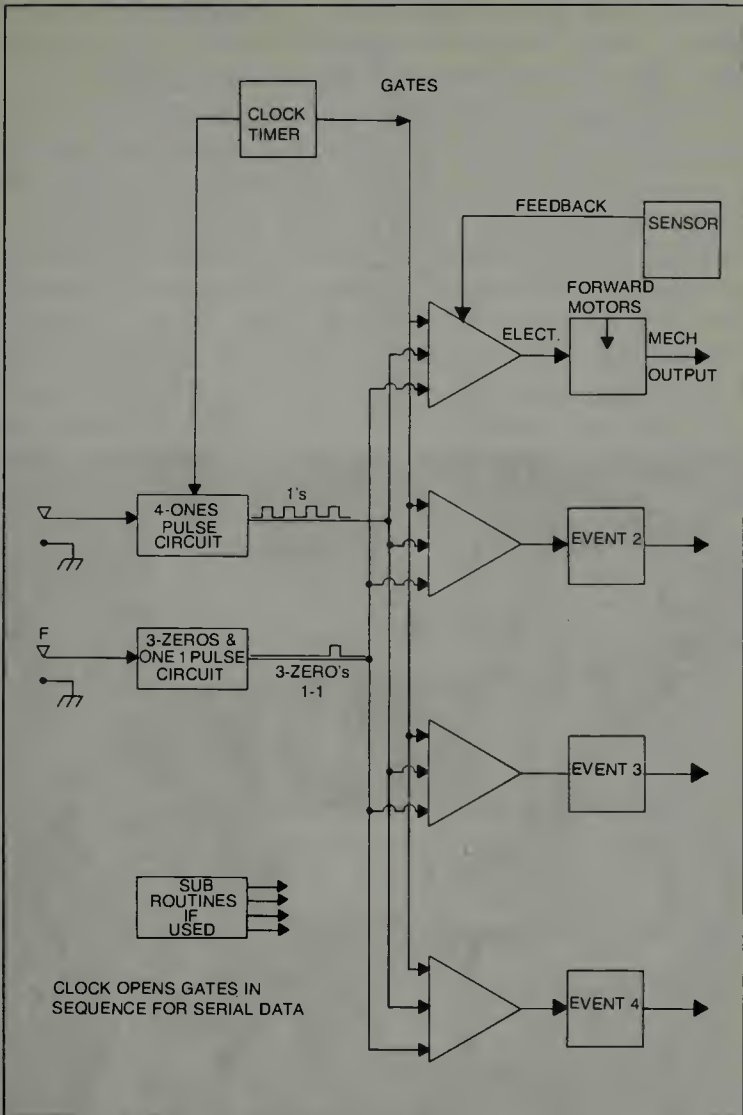 GATES
CLOCK
TIMER
FEEDBACK
SENSOR
FORWARD
MOTORS
ELECT.
MECH
OUTPUT
1's
4-ONES
PULSE
CIRCUIT
EVENT 2
F
3-ZEROS &
ONE 1 PULSE
CIRCUIT
3-ZERO's
1-1
EVENT 3
SUB
ROUTINES
IF
USED
CLOCK OPENS GATES IN
SEQUENCE FOR SERIAL DATA
EVENT 4